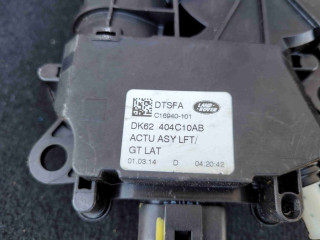 DTSFA
LAND ROVER
C16940-101
DK62 404C10AB
ACTU ASY LFT/
GT LAT
01.03.14 D 04:20:42